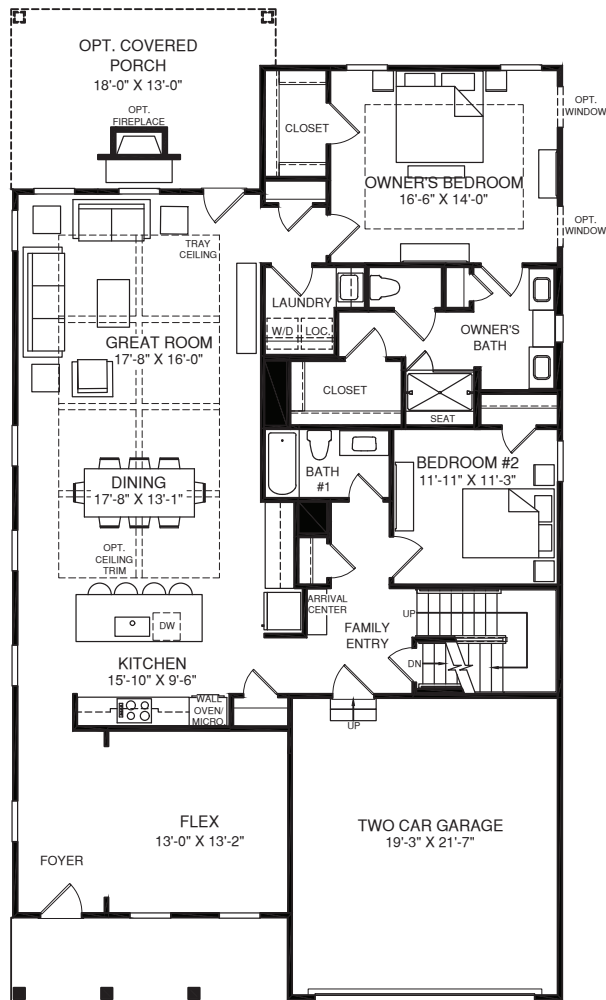 OPT. COVERED
PORCH
18'-0" X 13'-0"
OPT.
FIREPLACE
CLOSET
OPT.
WINDOW
OWNER'S BEDROOM
16'-6" X 14'-0"
OPT.
WINDOW
TRAY
CEILING
LAUNDRY
W/D
LOC.
OWNER'S
BATH
GREAT ROOM
17'-8" X 16'-0"
CLOSET
SEAT
BATH
#1
BEDROOM #2
11'-11" X 11'-3"
DINING
17'-8" X 13'-1"
OPT.
CEILING
TRIM
ARRIVAL
CENTER
UP
DW
FAMILY
ENTRY
DN
KITCHEN
15'-10" X 9'-6"
WALL
OVEN/
MICRO
UP
FLEX
13'-0" X 13'-2"
TWO CAR GARAGE
19'-3" X 21'-7"
FOYER